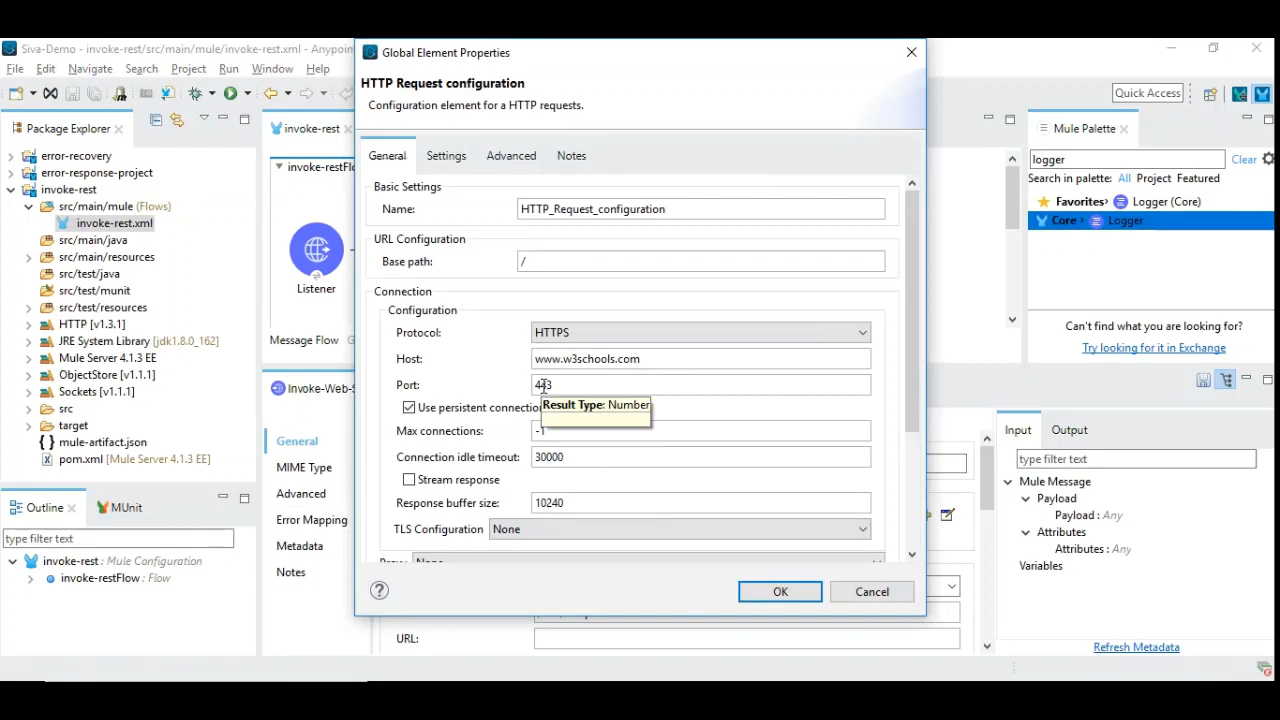 Siva-Demo - invoke-rest/src/main/mule/invoke-rest.xml - Anypoin
File Edit Navigate Search Project Run Window Help
Quick Access
Package Explorer
error-recovery
error-response-project
invoke-rest
src/main/mule (Flows)
invoke-rest.xml
src/main/java
src/main/resources
src/test/java
src/test/munit
src/test/resources
HTTP [v1.3.1]
JRE System Library [jdk1.8.0_162]
Mule Server 4.1.3 EE
ObjectStore [v1.1.1]
Sockets [v1.1.1]
src
target
mule-artifact.json
pom.xml [Mule Server 4.1.3 EE]
Outline
MUnit
type filter text
invoke-rest : Mule Configuration
invoke-restFlow : Flow
invoke-rest
invoke-restFlo
Listener
Message Flow
Invoke-Web-S
General
MIME Type
Advanced
Error Mapping
Metadata
Notes
URL:
Global Element Properties
HTTP Request configuration
Configuration element for a HTTP requests.
General Settings Advanced Notes
Basic Settings
Name: HTTP_Request_configuration
URL Configuration
Base path: /
Connection
Configuration
Protocol: HTTPS
Host: www.w3schools.com
Port: 443
Use persistent connection
Result Type: Number
Max connections: -1
Connection idle timeout: 30000
Stream response
Response buffer size: 10240
TLS Configuration None
OK Cancel
Mule Palette
logger
Clear
Search in palette: All Project Featured
Favorites> Logger (Core)
Core> Logger
Can't find what you are looking for?
Try looking for it in Exchange
Input Output
type filter text
Mule Message
Payload
Payload : Any
Attributes
Attributes : Any
Variables
Refresh Metadata